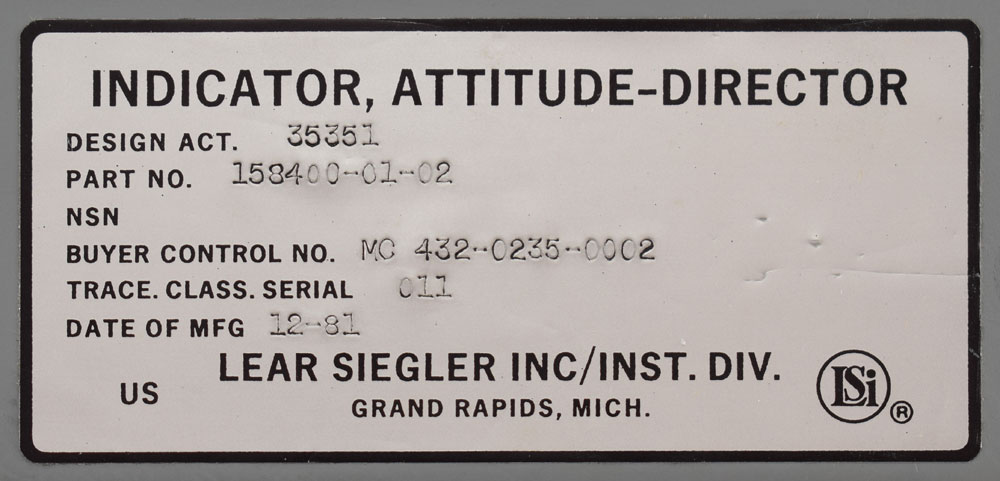 INDICATOR, ATTITUDE-DIRECTOR
DESIGN ACT. 35351
PART NO. 158400-01-02
NSN
BUYER CONTROL NO. MC 432-0235-0002
TRACE. CLASS. SERIAL 011
DATE OF MFG 12-81
LEAR SIEGLER INC/INST. DIV.
US GRAND RAPIDS, MICH.
LSi ®